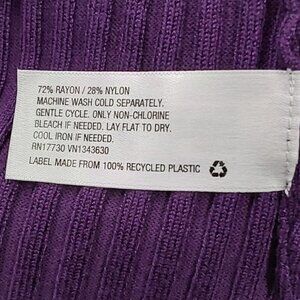 72% RAYON / 28% NYLON
MACHINE WASH COLD SEPARATELY.
GENTLE CYCLE. ONLY NON-CHLORINE
BLEACH IF NEEDED. LAY FLAT TO DRY.
COOL IRON IF NEEDED.
RN17730 VN1343630
LABEL MADE FROM 100% RECYCLED PLASTIC